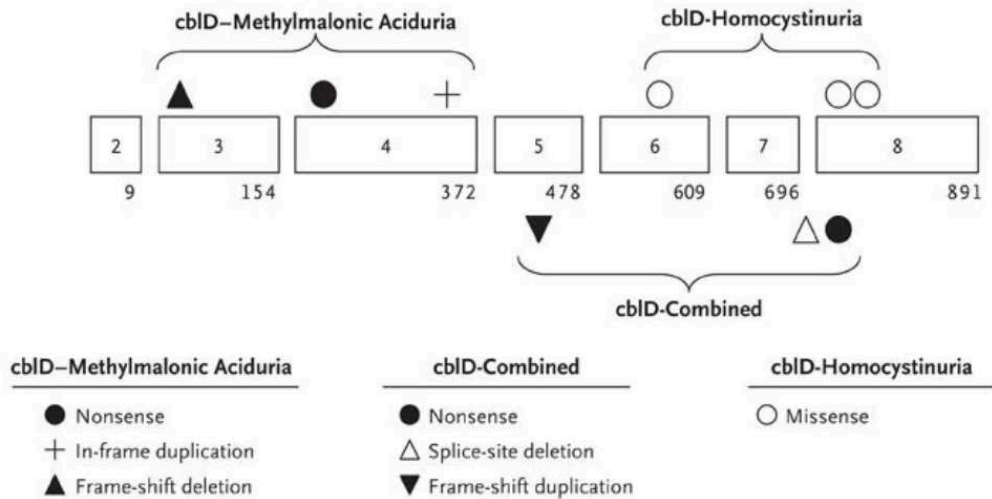 cblD–Methylmalonic Aciduria
cblD-Homocystinuria
2 3 4 5 6 7 8
9 154 372 478 609 696 891
cblD-Combined
cblD–Methylmalonic Aciduria
Nonsense
In-frame duplication
Frame-shift deletion
cblD-Combined
Nonsense
Splice-site deletion
Frame-shift duplication
cblD-Homocystinuria
Missense